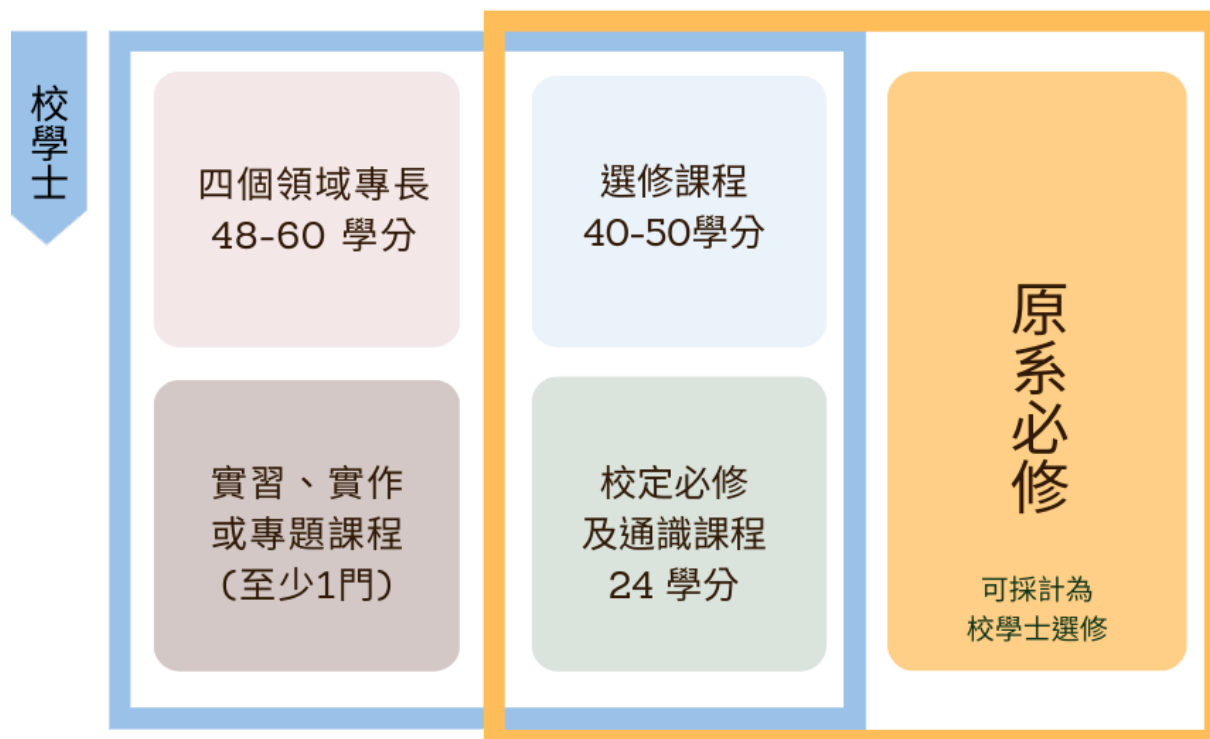 校學士
四個領域專長
48-60 學分
選修課程
40-50學分
實習、實作
或專題課程
(至少1門)
校定必修
及通識課程
24 學分
原系必修
可採計為
校學士選修